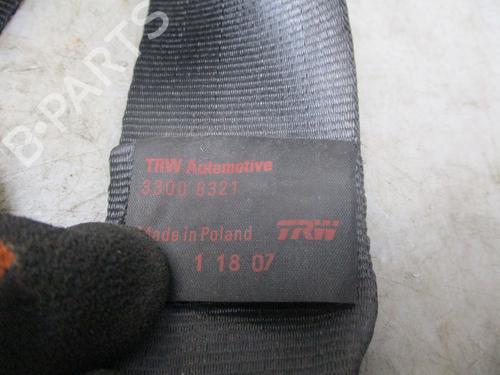 TRW Automotive
3300 8321
Made in Poland TRW
1 18 07
B-PARTS